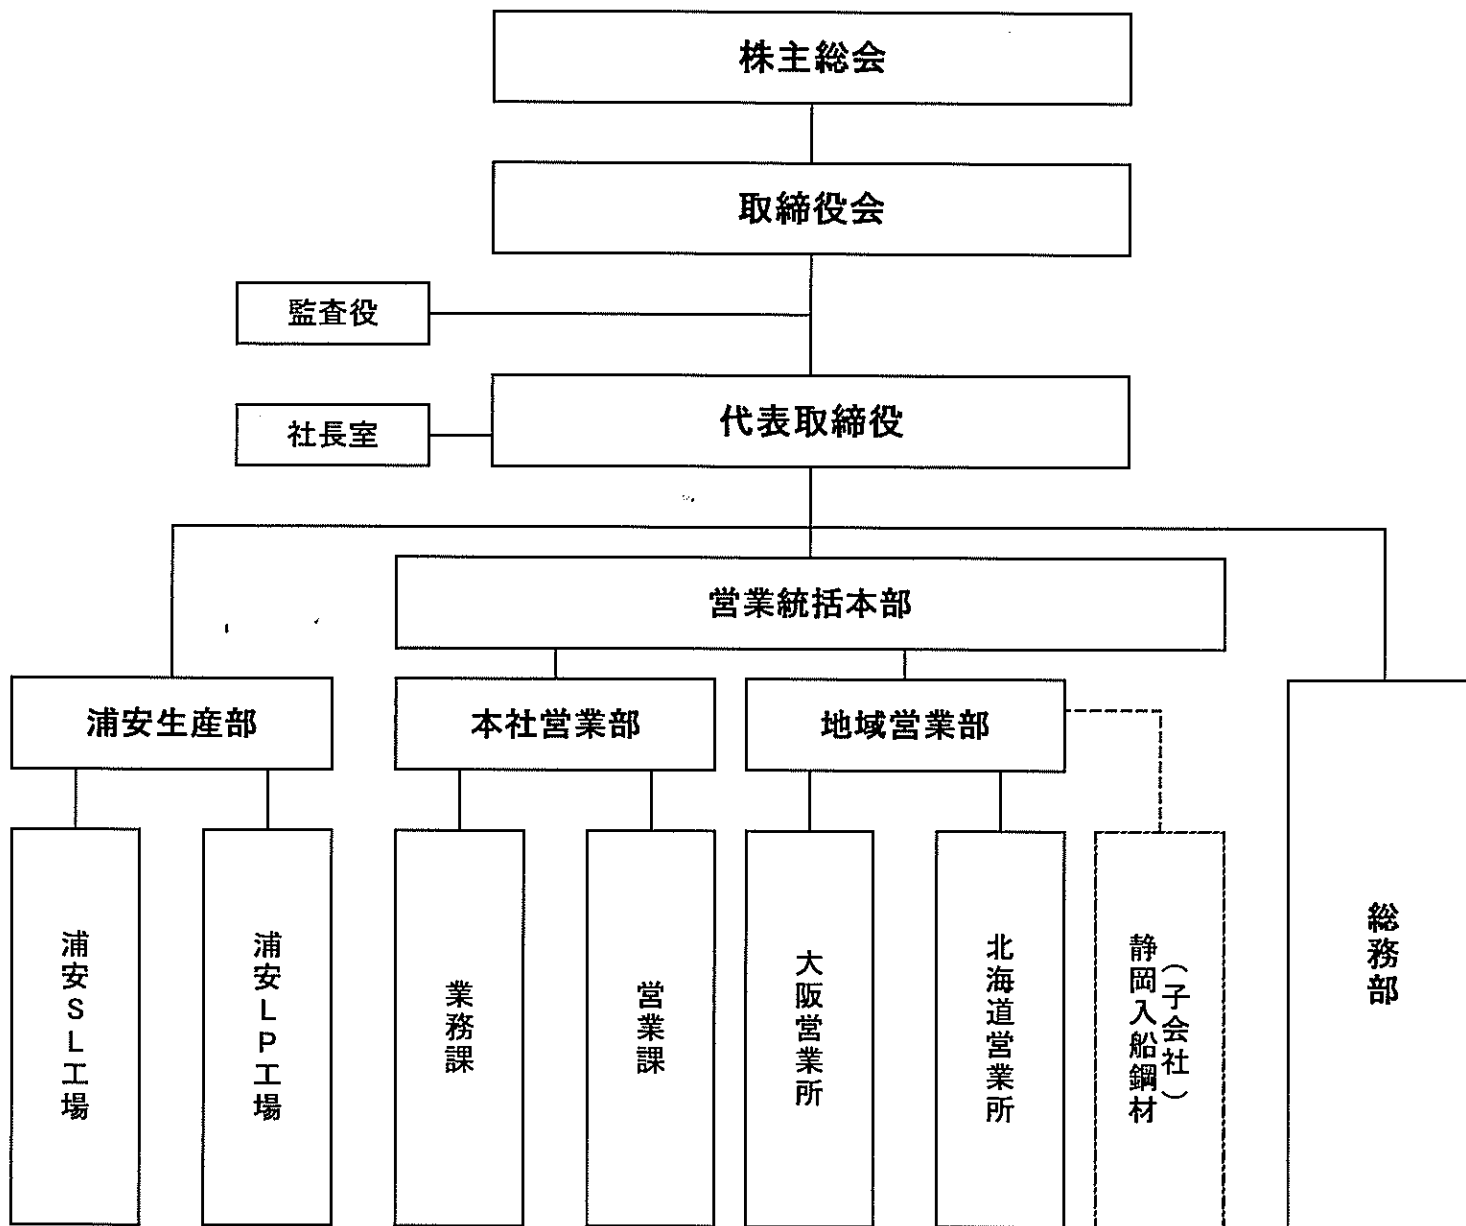 株主総会
取締役会
監査役
代表取締役
社長室
営業統括本部
浦安生産部
本社営業部
地域営業部
浦安SL工場
浦安LP工場
業務課
営業課
大阪営業所
北海道営業所
静岡入船鋼材
（子会社）
総務部